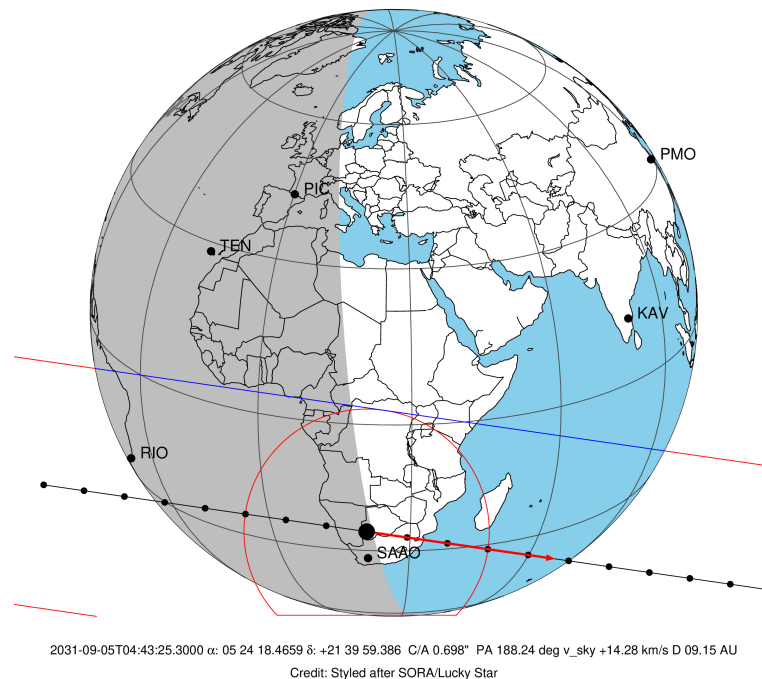 PMO
PIC
TEN
KAV
RIO
SAAO
2031-09-05T04:43:25.3000 α: 05 24 18.4659 δ: +21 39 59.386 C/A 0.698" PA 188.24 deg v_sky +14.28 km/s D 09.15 AU
Credit: Styled after SORA/Lucky Star